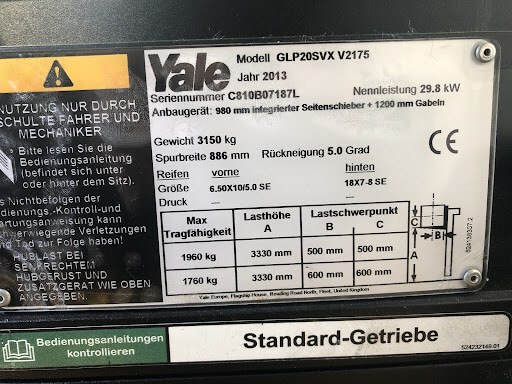 NUTZUNG NUR DURCH
SCHULTE FAHRER UND
MECHANIKER
Bitte lesen Sie die
Bedienungsanleitung
(befindet sich unter
oder hinter dem Sitz).
s Nichtbefolgen der
dienungs.-Kontroll-und
artungsanweisung kann
hwierwiegende Verletzungen
nd Tod zur Folge haben!
HUBLAST BEI
SENKRECHTEM
HUBGERUST UND
ZUSATZGERAT WIE OBEN
ANGEGEBEN.
Yale
Modell GLP20SVX V2175
Jahr 2013
Seriennummer C810B07187L Nennleistung 29.8 kW
Anbaugerät: 980 mm integrierter Seitenschieber + 1200 mm Gabeln
Gewicht 3150 kg
Spurbreite 886 mm Rückneigung 5.0 Grad
Reifen vorne hinten
Größe 6.50X10/5.0 SE 18X7-8 SE
Druck — —
CE
Max Tragfähigkeit Lasthöhe A Lastschwerpunkt B C
1960 kg 3330 mm 500 mm 500 mm
1760 kg 3330 mm 600 mm 600 mm
Yale Europe, Flagship House, Reading Road North, Fleet, United Kingdom
C
B
A
Bedienungsanleitungen
kontrollieren
Standard-Getriebe
524232149.01